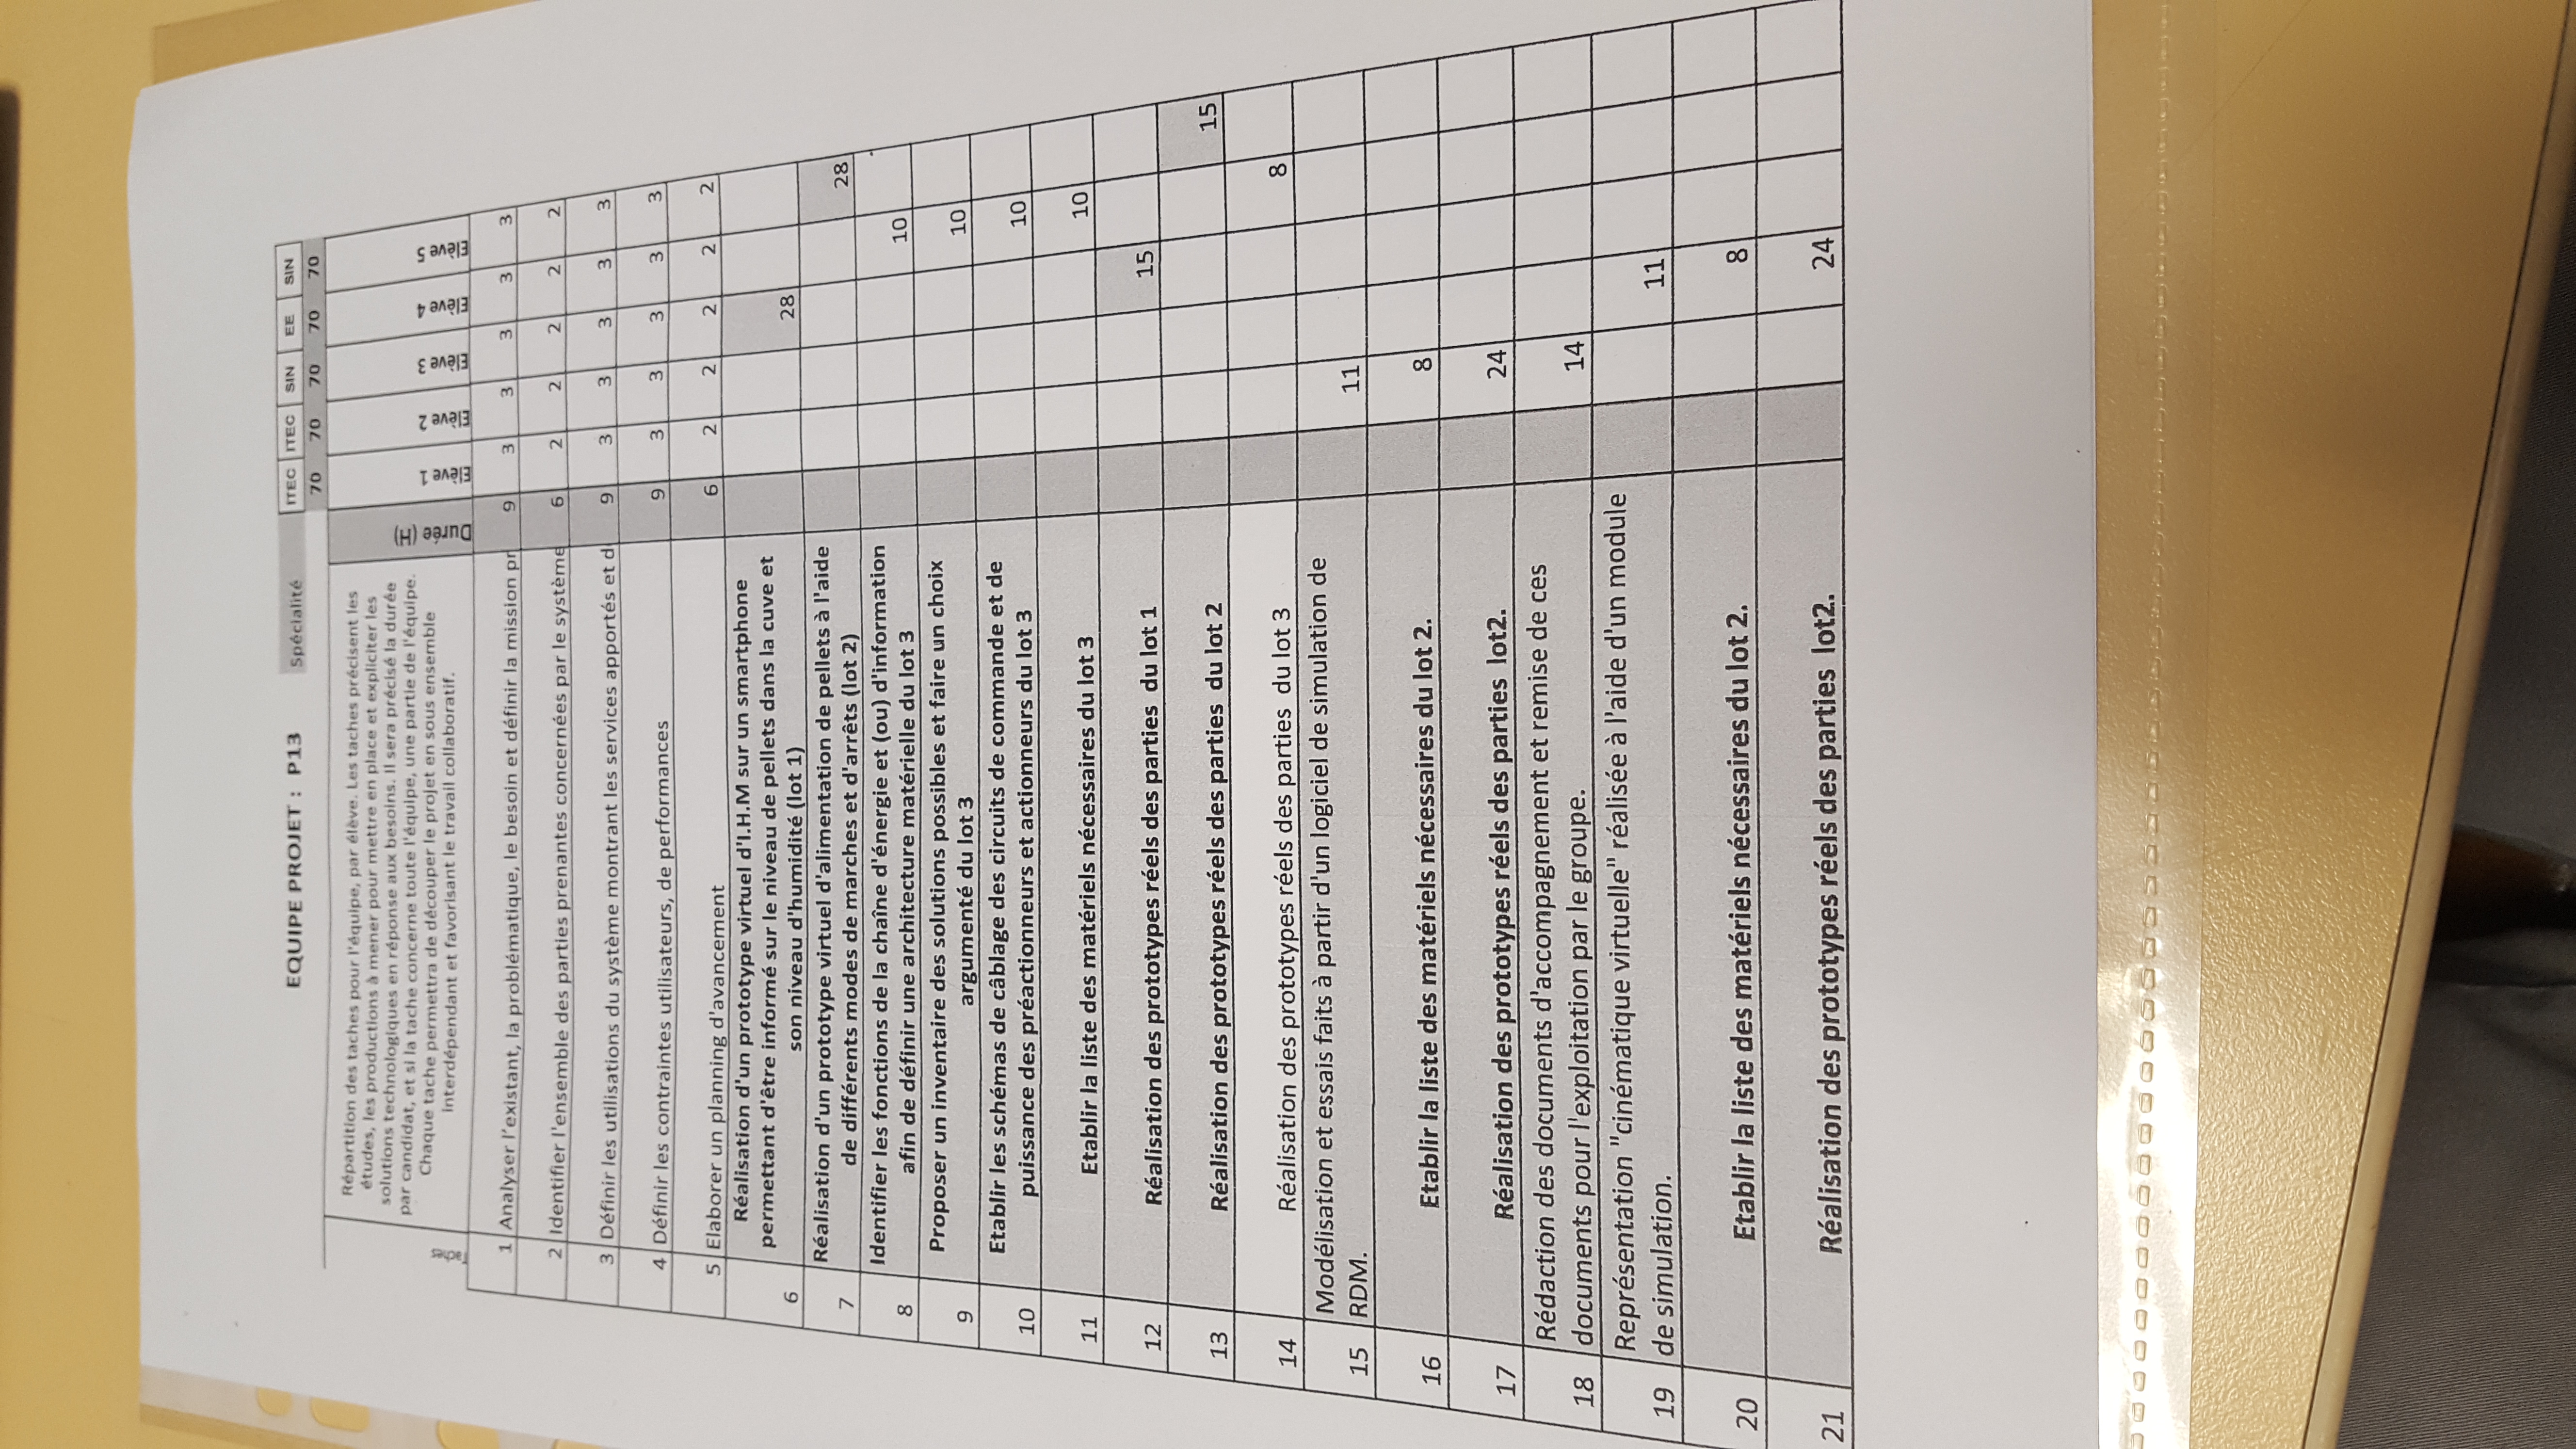 EQUIPE PROJET : P13 Spécialité ITEC ITEC SIN EE SIN
70 70 70 70 70
Taches
Répartition des taches pour l'équipe, par élève. Les taches précisent les
études, les productions à mener pour mettre en place et expliciter les
solutions technologiques en réponse aux besoins. Il sera précisé la durée
par candidat, et si la tache concerne toute l'équipe, une partie de l'équipe.
Chaque tache permettra de découper le projet en sous ensemble
interdépendant et favorisant le travail collaboratif.
Durée (H)
Elève 1
Elève 2
Elève 3
Elève 4
Elève 5
1 Analyser l'existant, la problématique, le besoin et définir la mission pr 9 3 3 3 3 3
2 Identifier l'ensemble des parties prenantes concernées par le système 6 2 2 2 2 2
3 Définir les utilisations du système montrant les services apportés et d 9 3 3 3 3 3
4 Définir les contraintes utilisateurs, de performances 9 3 3 3 3 3
5 Elaborer un planning d'avancement 6 2 2 2 2 2
Réalisation d'un prototype virtuel d'I.H.M sur un smartphone
permettant d'être informé sur le niveau de pellets dans la cuve et
6 son niveau d'humidité (lot 1) 28
Réalisation d'un prototype virtuel d'alimentation de pellets à l'aide
7 de différents modes de marches et d'arrêts (lot 2) 28
Identifier les fonctions de la chaîne d'énergie et (ou) d'information
8 afin de définir une architecture matérielle du lot 3 10
Proposer un inventaire des solutions possibles et faire un choix
9 argumenté du lot 3 10
Etablir les schémas de câblage des circuits de commande et de
10 puissance des préactionneurs et actionneurs du lot 3 10
11 Etablir la liste des matériels nécessaires du lot 3 10
12 Réalisation des prototypes réels des parties du lot 1 15
13 Réalisation des prototypes réels des parties du lot 2 15
14 Réalisation des prototypes réels des parties du lot 3 8
Modélisation et essais faits à partir d'un logiciel de simulation de
15 RDM. 11
16 Etablir la liste des matériels nécessaires du lot 2. 8
17 Réalisation des prototypes réels des parties lot2. 24
Rédaction des documents d'accompagnement et remise de ces
18 documents pour l'exploitation par le groupe. 14
Représentation "cinématique virtuelle" réalisée à l'aide d'un module
19 de simulation. 11
20 Etablir la liste des matériels nécessaires du lot 2. 8
21 Réalisation des prototypes réels des parties lot2. 24